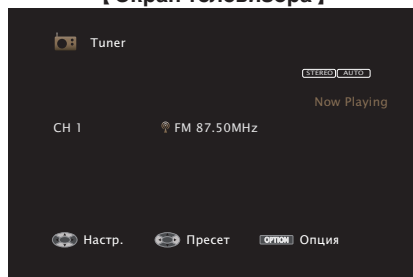 [ Экран телевизора ]
Tuner
STEREO AUTO
Now Playing
CH 1 FM 87.50MHz
Настр. Пресет OPTION Опция